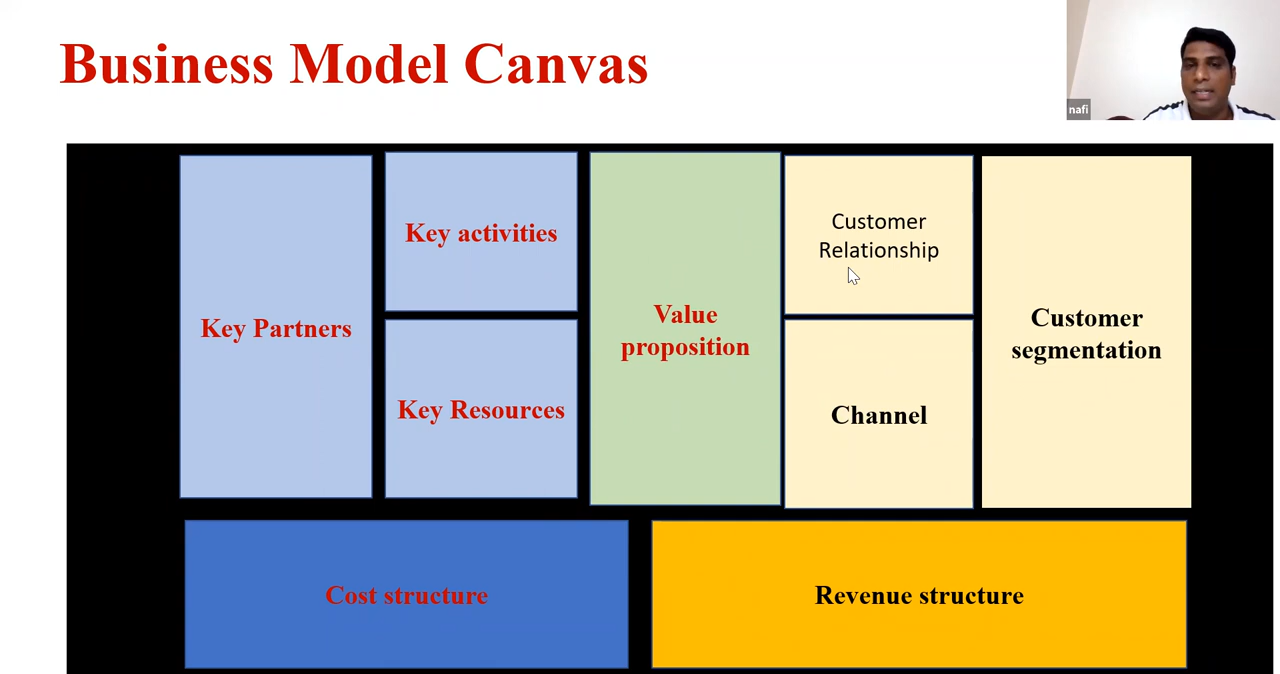 Business Model Canvas
nafi
Key Partners
Key activities
Key Resources
Value
proposition
Customer
Relationship
Channel
Customer
segmentation
Cost structure
Revenue structure